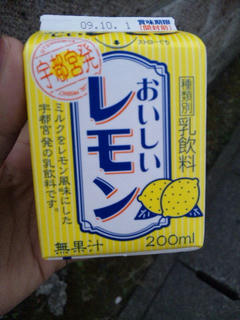 09.10. 1
賞味期限
(開封前)
宇都宮発
おいしい
レモン
種類別
乳飲料
ミルクをレモン風味にした
宇都宮発の乳飲料です。
無果汁
200ml